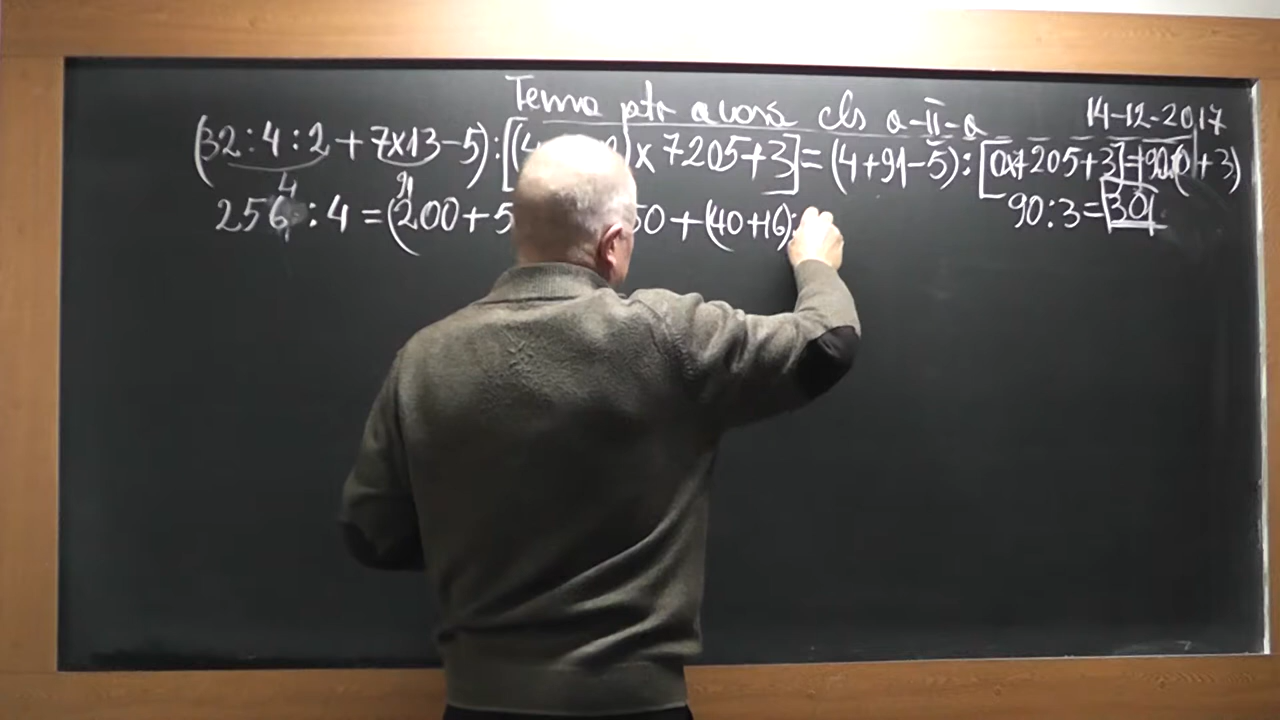 Tema ptr acasă cls a-II-a
14-12-2017
(32:4:2+7x13-5):[(4 x7205+3]=(4+91-5):[0x7205+3]=90:(0+3)
4 91
256:4=(200+5 50+(40+16): 90:3=30